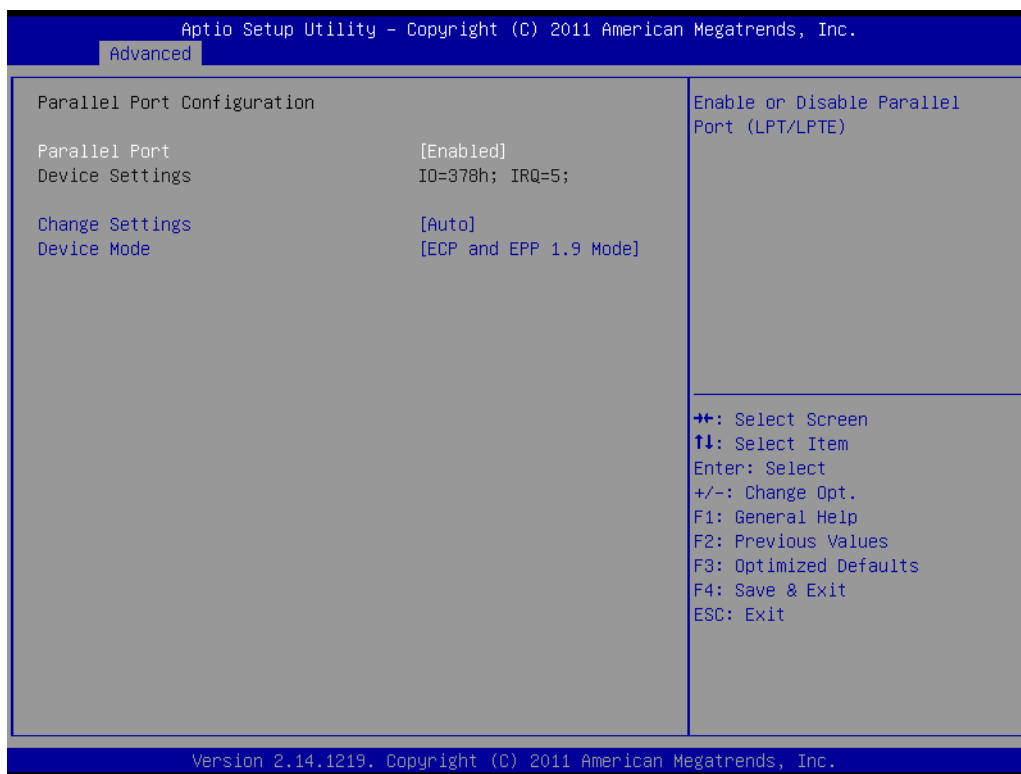 Aptio Setup Utility – Copyright (C) 2011 American Megatrends, Inc.
Advanced
Parallel Port Configuration
Parallel Port [Enabled]
Device Settings IO=378h; IRQ=5;
Change Settings [Auto]
Device Mode [ECP and EPP 1.9 Mode]
Enable or Disable Parallel
Port (LPT/LPTE)
→←: Select Screen
↑↓: Select Item
Enter: Select
+/-: Change Opt.
F1: General Help
F2: Previous Values
F3: Optimized Defaults
F4: Save & Exit
ESC: Exit
Version 2.14.1219. Copyright (C) 2011 American Megatrends, Inc.